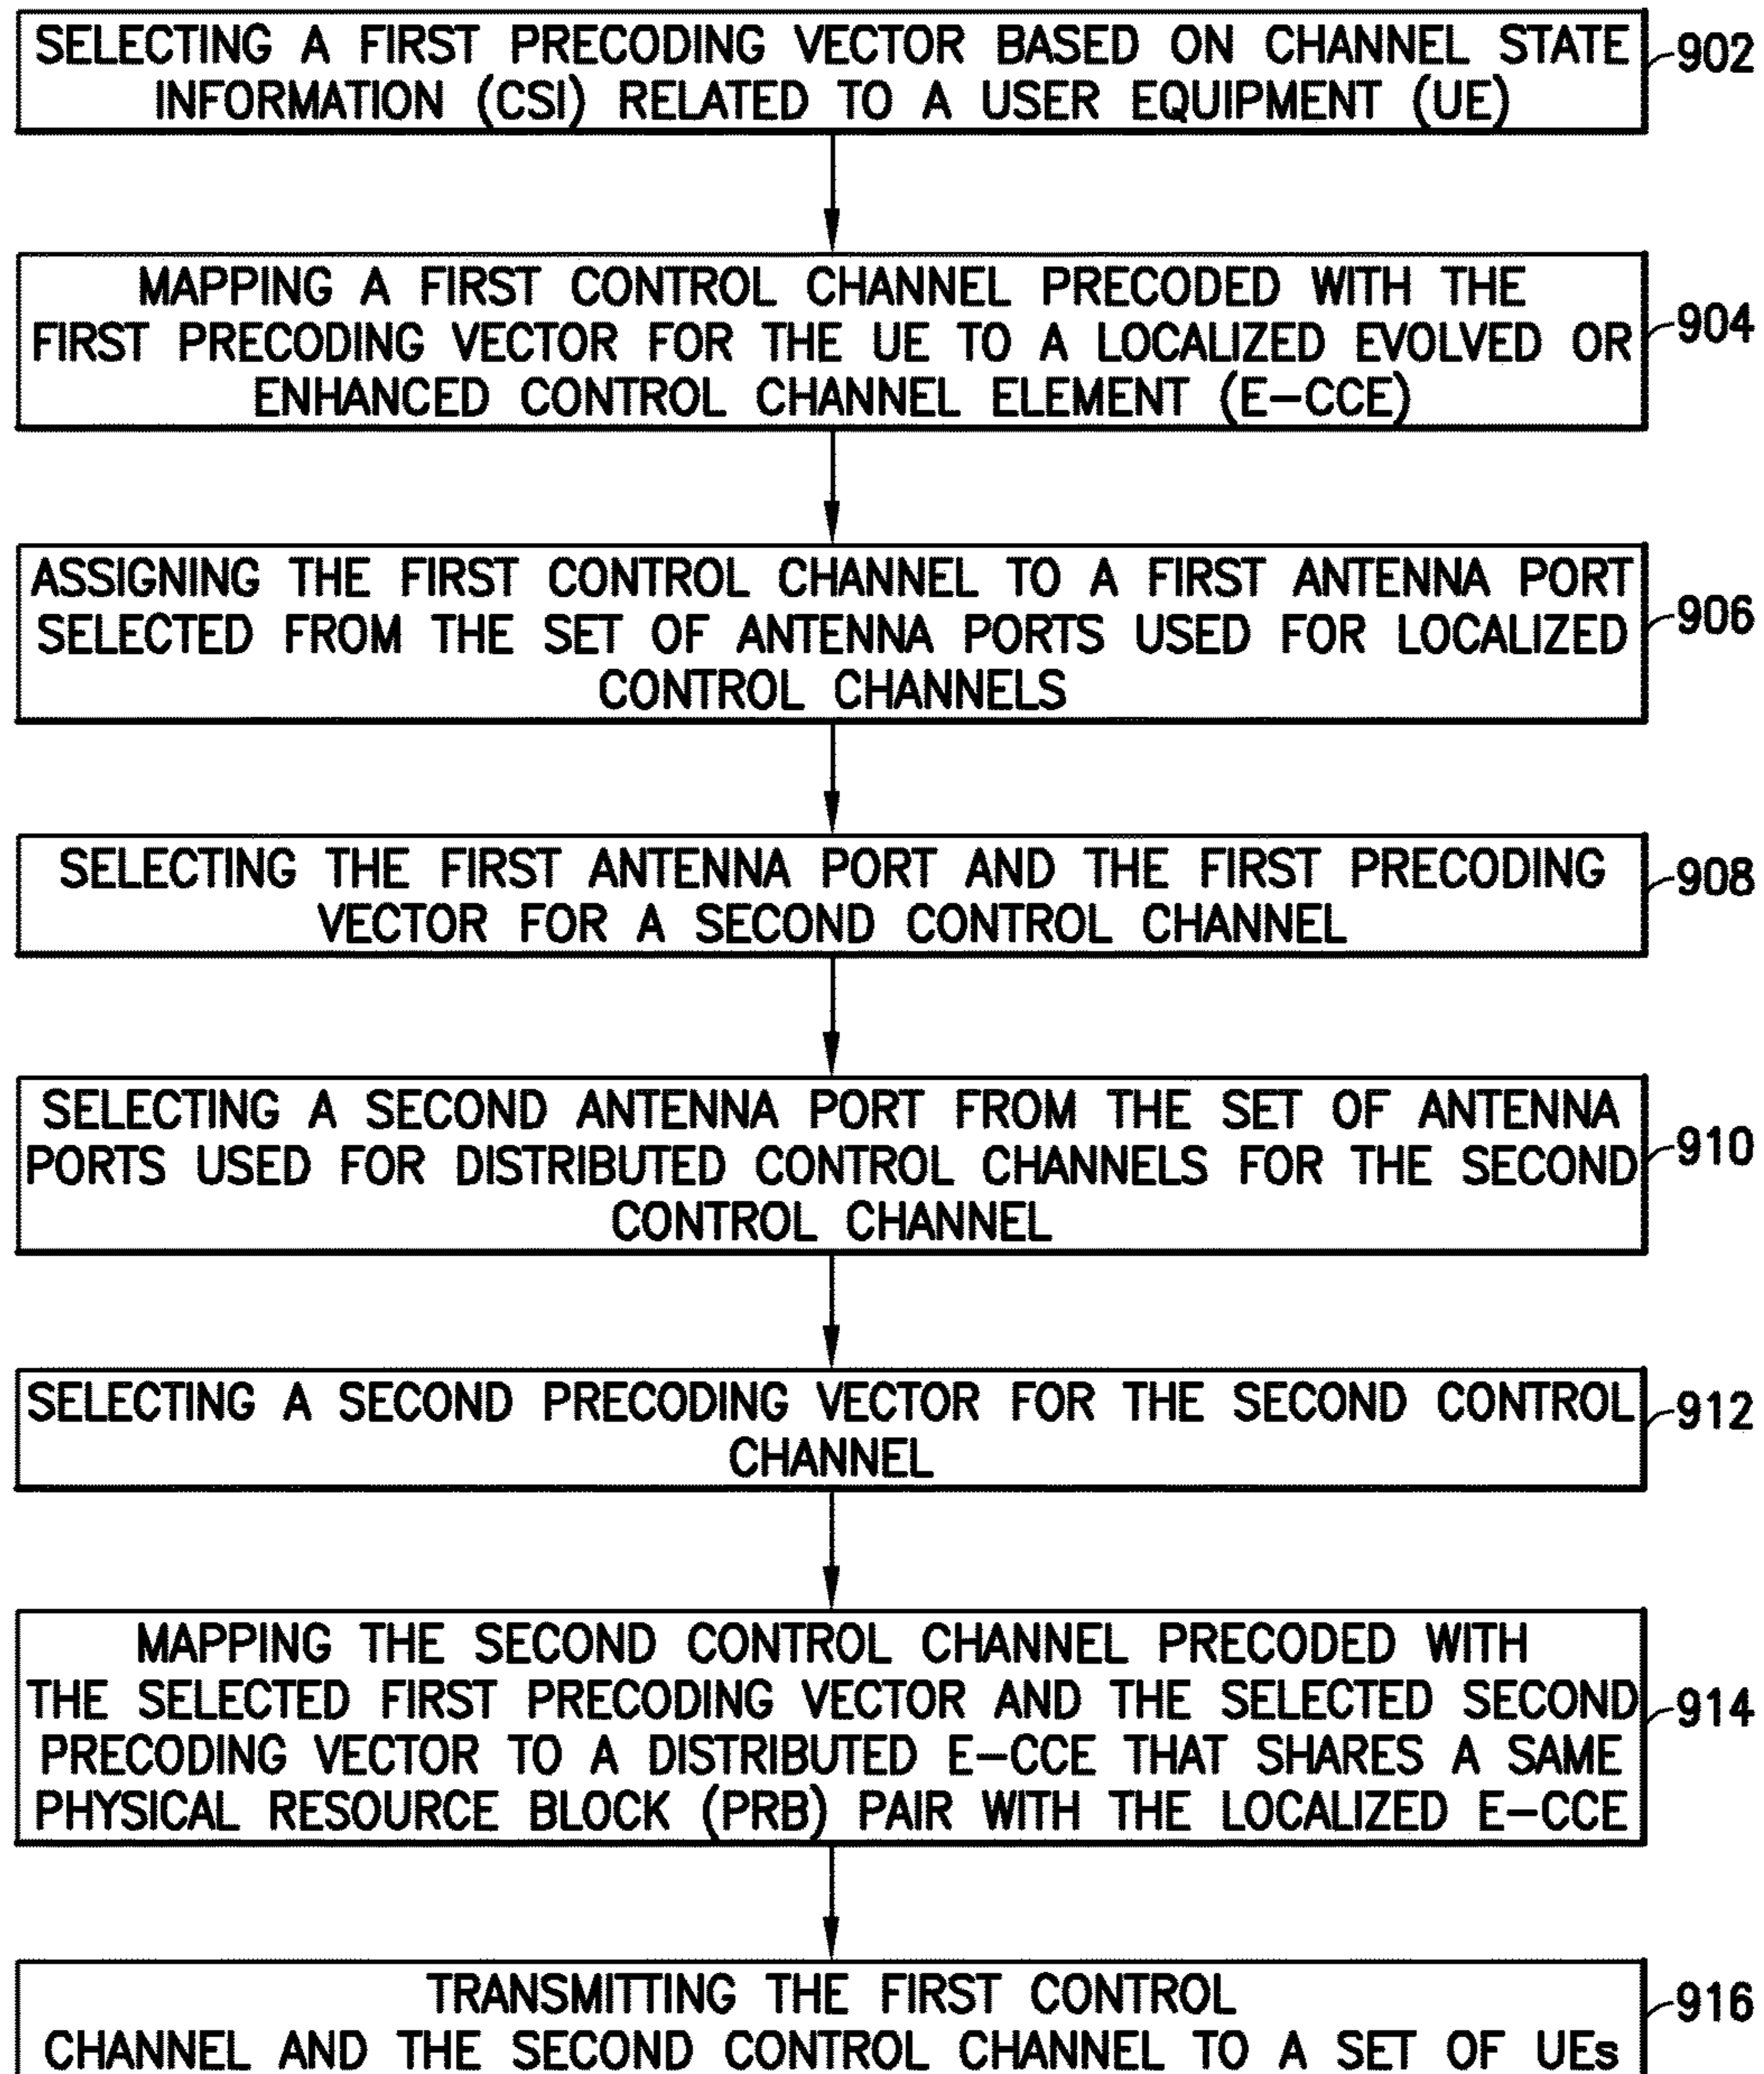 SELECTING A FIRST PRECODING VECTOR BASED ON CHANNEL STATE
INFORMATION (CSI) RELATED TO A USER EQUIPMENT (UE)
902
MAPPING A FIRST CONTROL CHANNEL PRECODED WITH THE
FIRST PRECODING VECTOR FOR THE UE TO A LOCALIZED EVOLVED OR
ENHANCED CONTROL CHANNEL ELEMENT (E-CCE)
904
ASSIGNING THE FIRST CONTROL CHANNEL TO A FIRST ANTENNA PORT
SELECTED FROM THE SET OF ANTENNA PORTS USED FOR LOCALIZED
CONTROL CHANNELS
906
SELECTING THE FIRST ANTENNA PORT AND THE FIRST PRECODING
VECTOR FOR A SECOND CONTROL CHANNEL
908
SELECTING A SECOND ANTENNA PORT FROM THE SET OF ANTENNA
PORTS USED FOR DISTRIBUTED CONTROL CHANNELS FOR THE SECOND
CONTROL CHANNEL
910
SELECTING A SECOND PRECODING VECTOR FOR THE SECOND CONTROL
CHANNEL
912
MAPPING THE SECOND CONTROL CHANNEL PRECODED WITH
THE SELECTED FIRST PRECODING VECTOR AND THE SELECTED SECOND
PRECODING VECTOR TO A DISTRIBUTED E-CCE THAT SHARES A SAME
PHYSICAL RESOURCE BLOCK (PRB) PAIR WITH THE LOCALIZED E-CCE
914
TRANSMITTING THE FIRST CONTROL
CHANNEL AND THE SECOND CONTROL CHANNEL TO A SET OF UEs
916